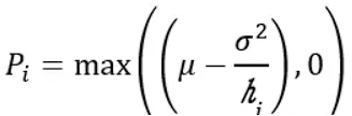 P_i = max((μ − σ²/h_i), 0)